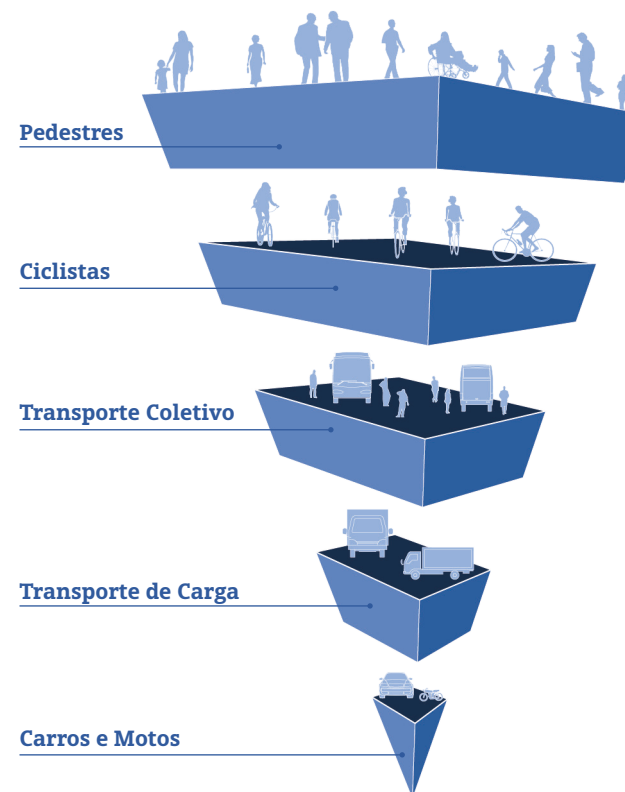 Pedestres
Ciclistas
Transporte Coletivo
Transporte de Carga
Carros e Motos